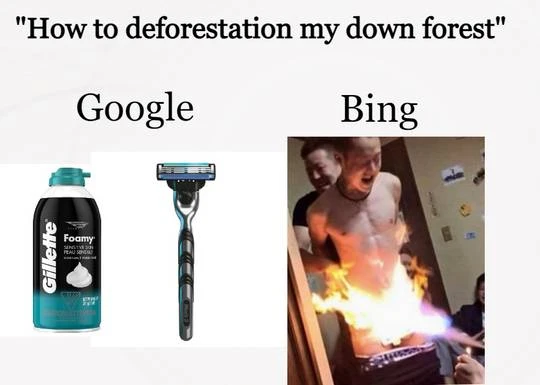 "How to deforestation my down forest"
Google
Bing
Gillette
Foamy
SENSITIVE SKIN
PEAU SENSIBLE